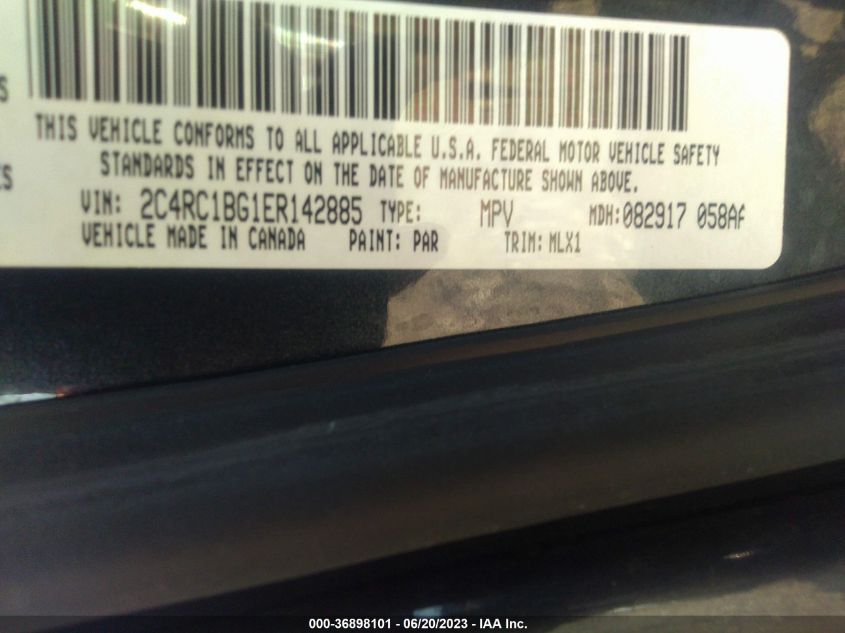 S
THIS VEHICLE CONFORMS TO ALL APPLICABLE U.S.A. FEDERAL MOTOR VEHICLE SAFETY
ES STANDARDS IN EFFECT ON THE DATE OF MANUFACTURE SHOWN ABOVE.
VIN: 2C4RC1BG1ER142885 TYPE: MPV MDH:082917 058AA
VEHICLE MADE IN CANADA PAINT: PAR TRIM: MLX1
000-36898101 - 06/20/2023 - IAA Inc.